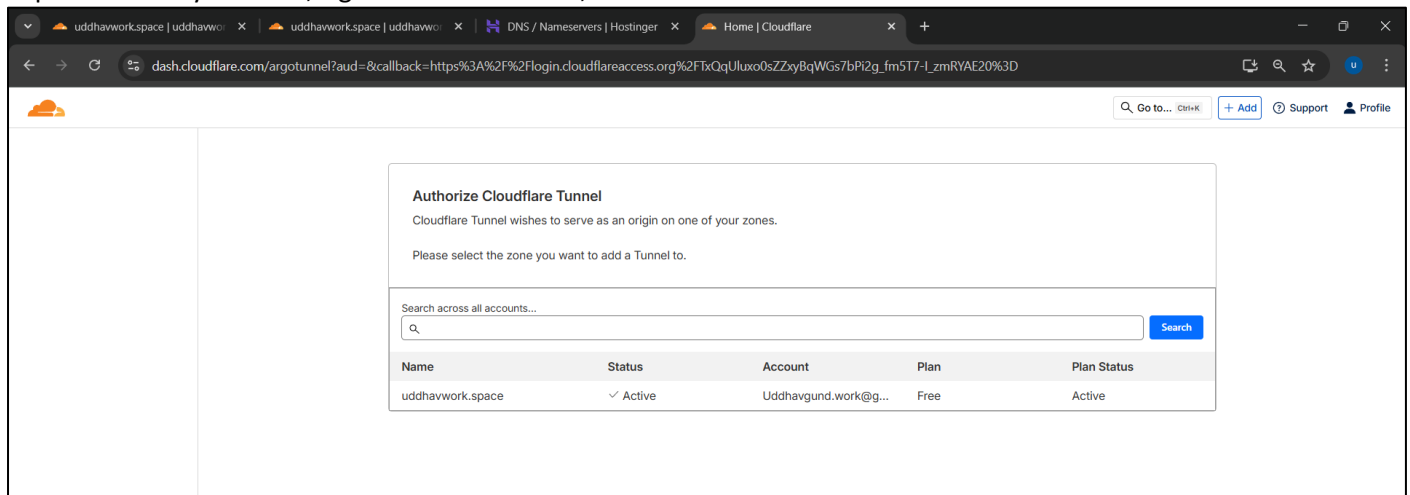 uddhavwork.space | uddhavwor
uddhavwork.space | uddhavwor
DNS / Nameservers | Hostinger
Home | Cloudflare
dash.cloudflare.com/argotunnel?aud=&callback=https%3A%2F%2Flogin.cloudflareaccess.org%2FTxQqUluxo0sZZxyBqWGs7bPi2g_fm5T7-I_zmRYAE20%3D
u
Go to... Ctrl+K
+ Add
Support
Profile
Authorize Cloudflare Tunnel
Cloudflare Tunnel wishes to serve as an origin on one of your zones.
Please select the zone you want to add a Tunnel to.
Search across all accounts...
Search
Name Status Account Plan Plan Status
uddhavwork.space Active Uddhavgund.work@g... Free Active